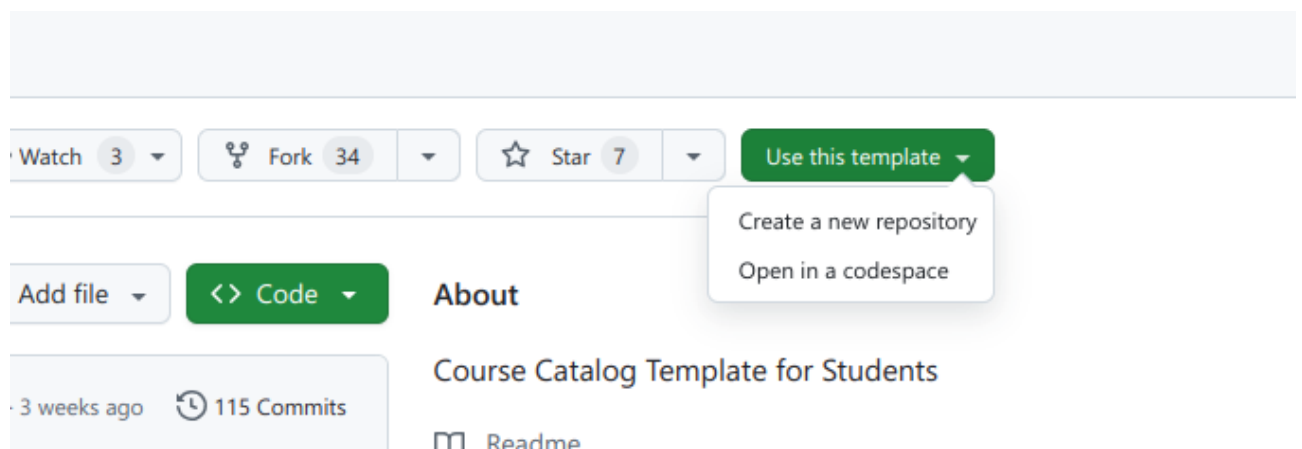 Watch 3
Fork 34
Star 7
Use this template
Create a new repository
Open in a codespace
Add file
<> Code
About
Course Catalog Template for Students
3 weeks ago
115 Commits
Readme